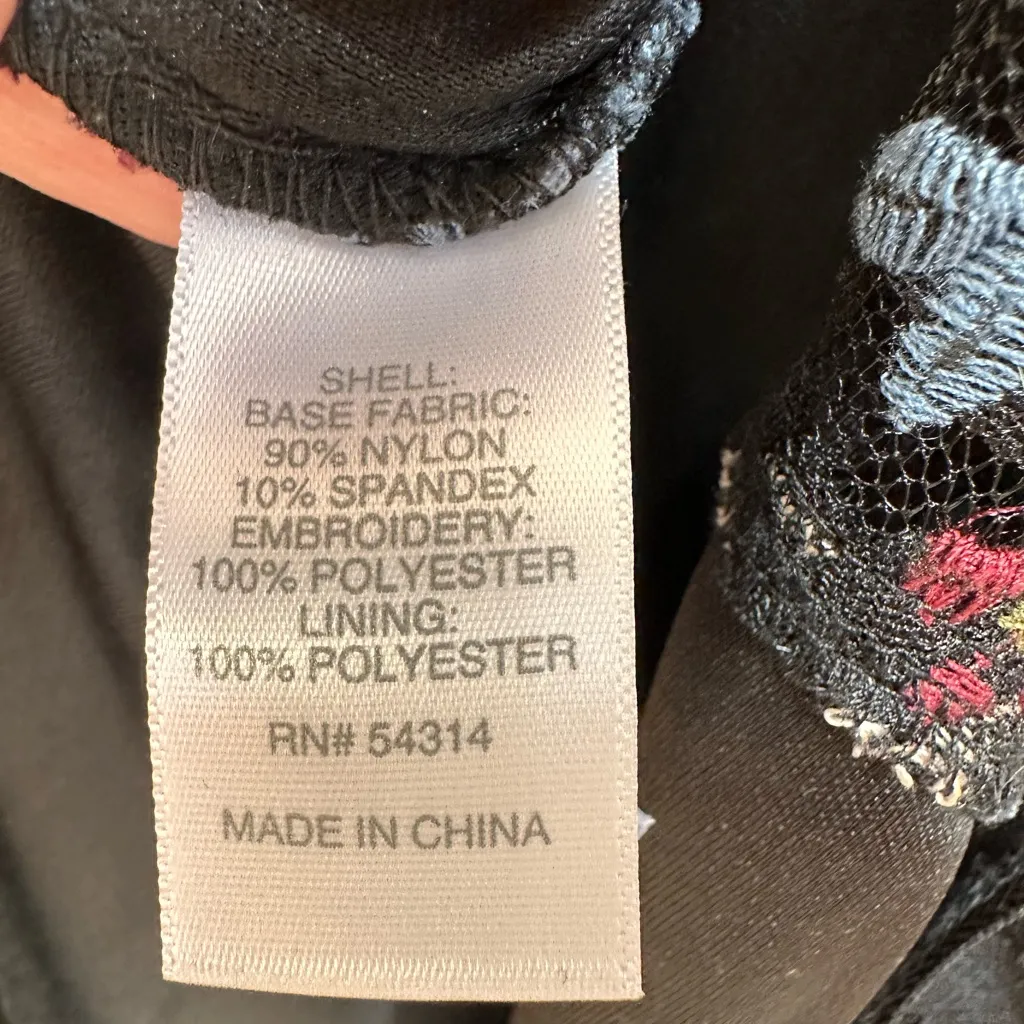 SHELL:
BASE FABRIC:
90% NYLON
10% SPANDEX
EMBROIDERY:
100% POLYESTER
LINING:
100% POLYESTER
RN# 54314
MADE IN CHINA